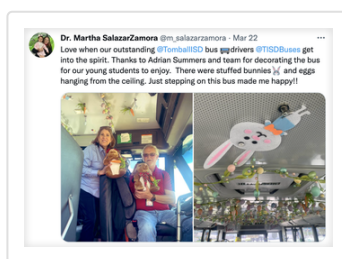 Dr. Martha SalazarZamora @m_salazarzamora · Mar 22
Love when our outstanding @TomballISD bus 🚌drivers @TISDBuses get
into the spirit. Thanks to Adrian Summers and team for decorating the bus
for our young students to enjoy. There were stuffed bunnies🐰 and eggs
hanging from the ceiling. Just stepping on this bus made me happy!!